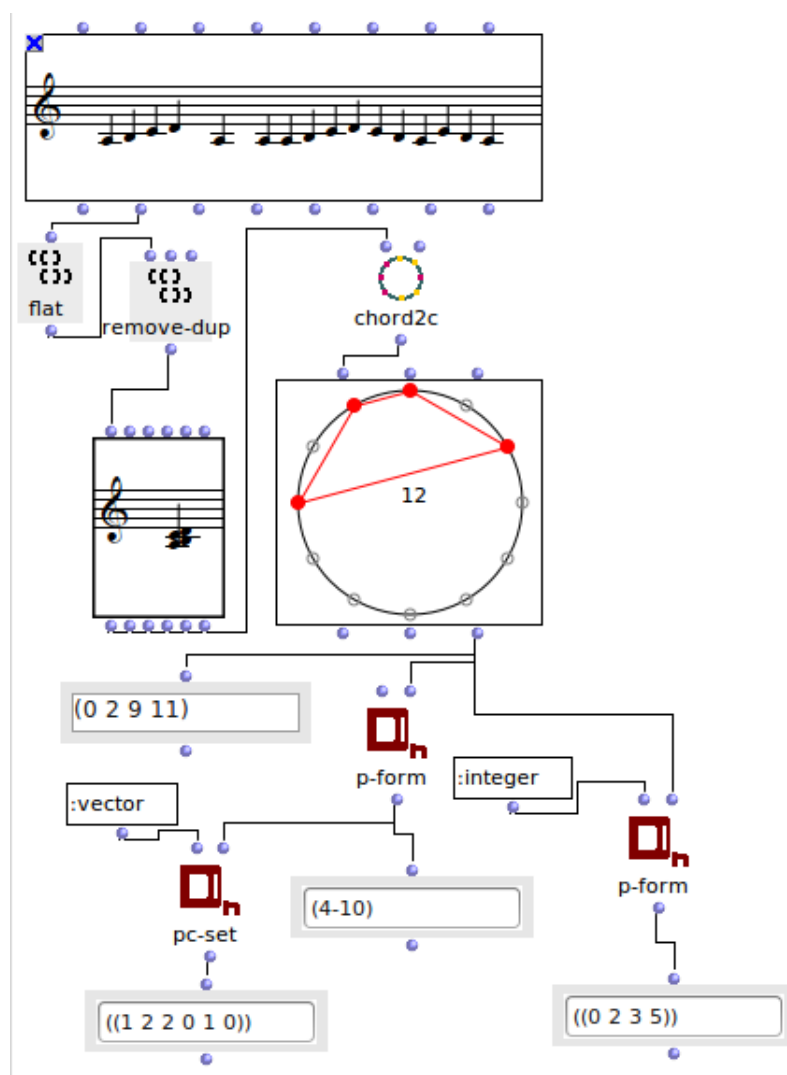 flat
remove-dup
chord2c
12
(0 2 9 11)
p-form
:integer
:vector
p-form
(4-10)
pc-set
((1 2 2 0 1 0))
((0 2 3 5))